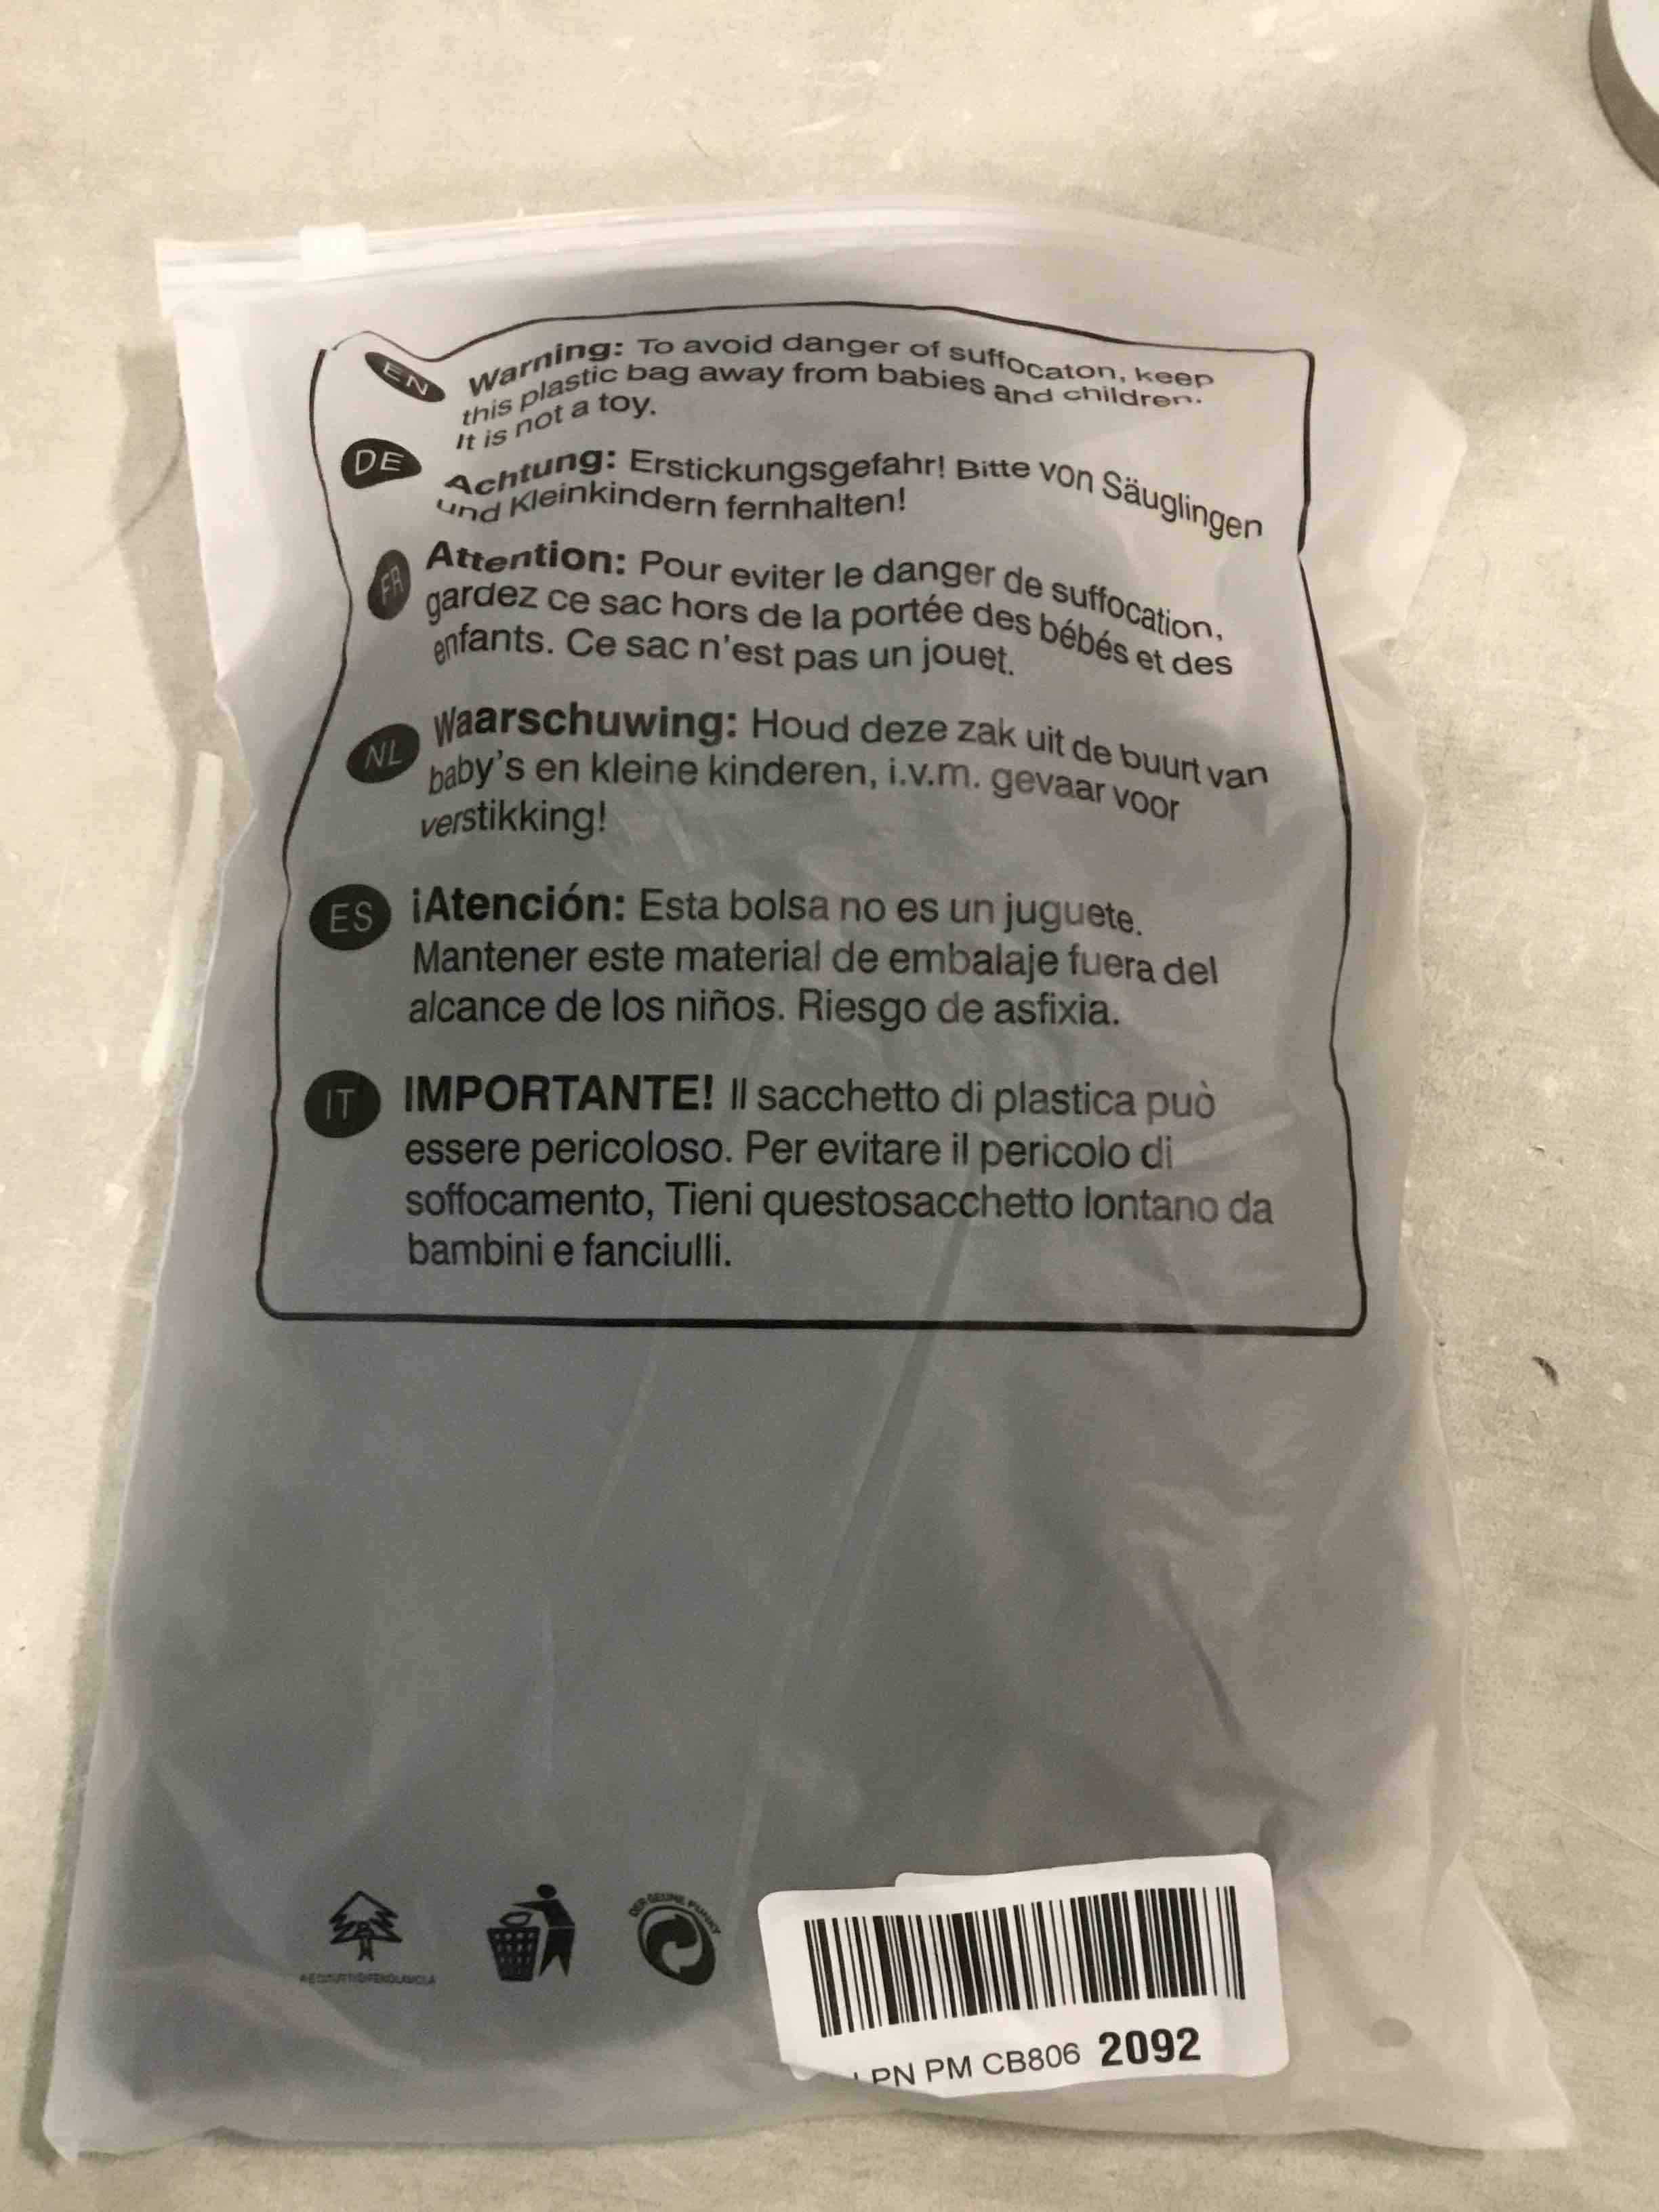 EN Warning: To avoid danger of suffocaton, keep
this plastic bag away from babies and children.
It is not a toy.
DE Achtung: Erstickungsgefahr! Bitte von Säuglingen
und Kleinkindern fernhalten!
FR Attention: Pour eviter le danger de suffocation,
gardez ce sac hors de la portée des bébés et des
enfants. Ce sac n'est pas un jouet.
NL Waarschuwing: Houd deze zak uit de buurt van
baby's en kleine kinderen, i.v.m. gevaar voor
verstikking!
ES ¡Atención: Esta bolsa no es un juguete.
Mantener este material de embalaje fuera del
alcance de los niños. Riesgo de asfixia.
IT IMPORTANTE! Il sacchetto di plastica può
essere pericoloso. Per evitare il pericolo di
soffocamento, Tieni questosacchetto lontano da
bambini e fanciulli.
LPN PM CB806 2092